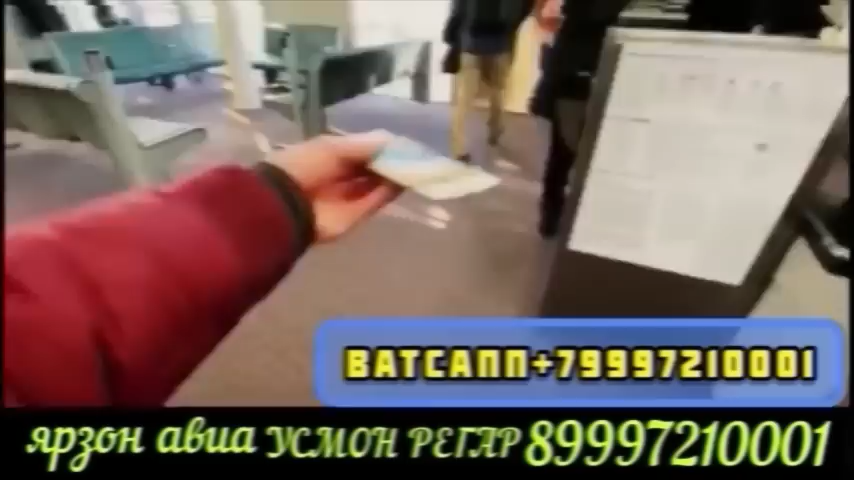 ВАТСАПП+79997210001
ярзон авиа УСМОН РЕГАР 89997210001